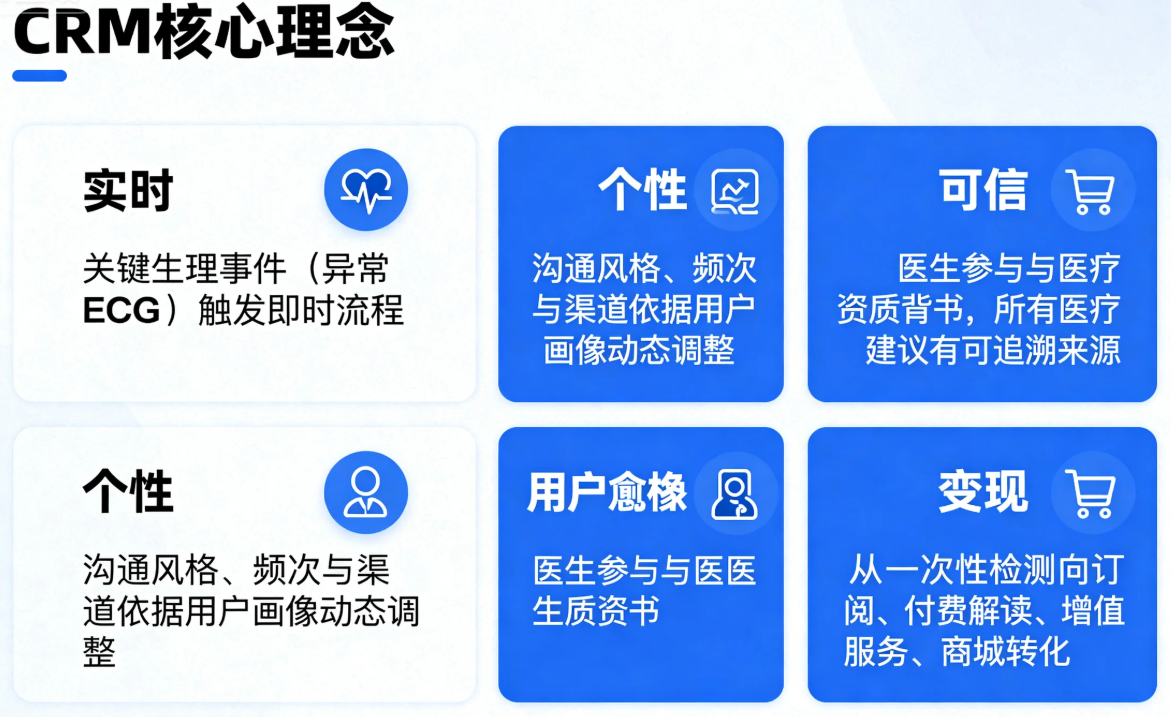 CRM核心理念
实时
关键生理事件（异常
ECG）触发即时流程
个性
沟通风格、频次
与渠道依据用户
画像动态调整
可信
医生参与与医疗
资质背书，所有医疗
建议有可追溯来源
个性
沟通风格、频次与渠
道依据用户画像动态调
整
用户愈橡
医生参与与医医
生质资书
变现
从一次性检测向订
阅、付费解读、增值
服务、商城转化